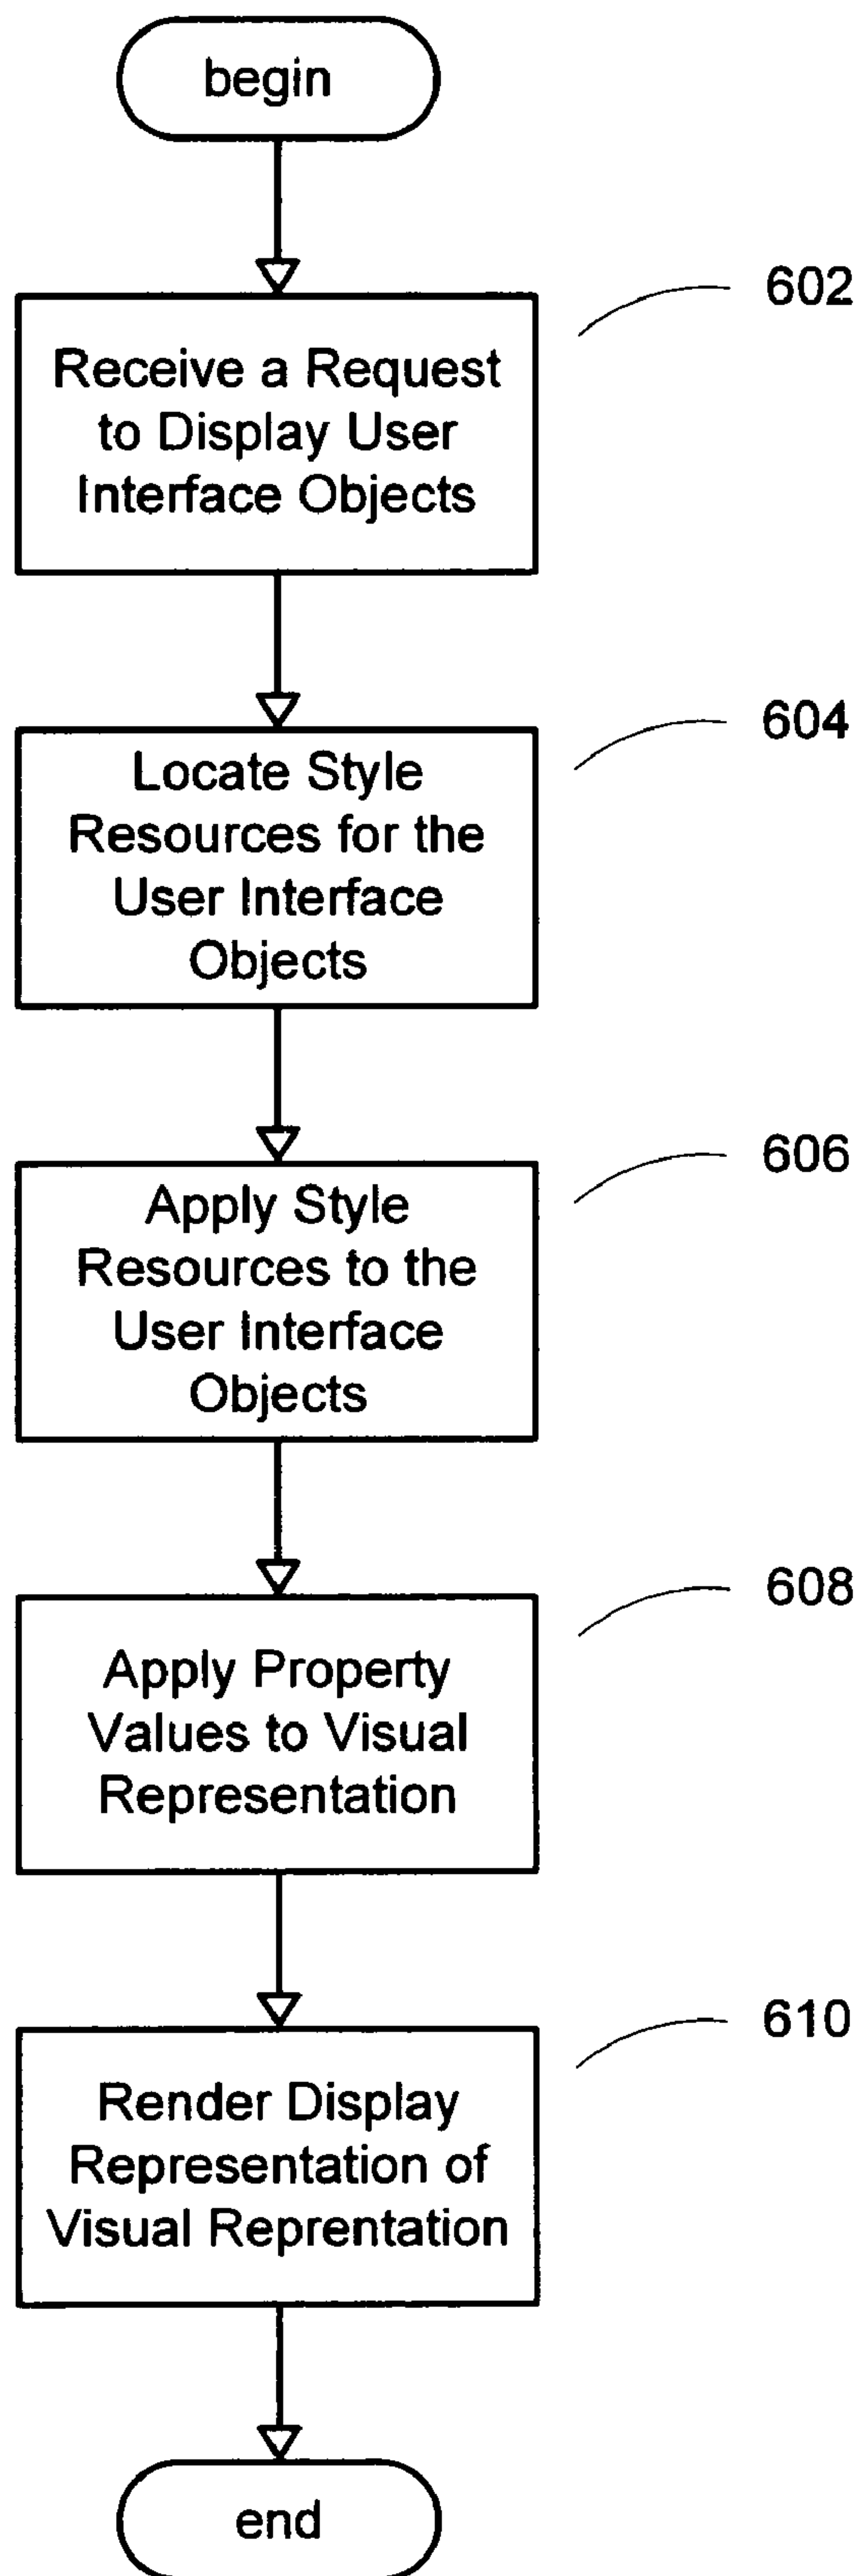 begin
602
Receive a Request
to Display User
Interface Objects
604
Locate Style
Resources for the
User Interface
Objects
606
Apply Style
Resources to the
User Interface
Objects
608
Apply Property
Values to Visual
Representation
610
Render Display
Representation of
Visual Reprentation
end